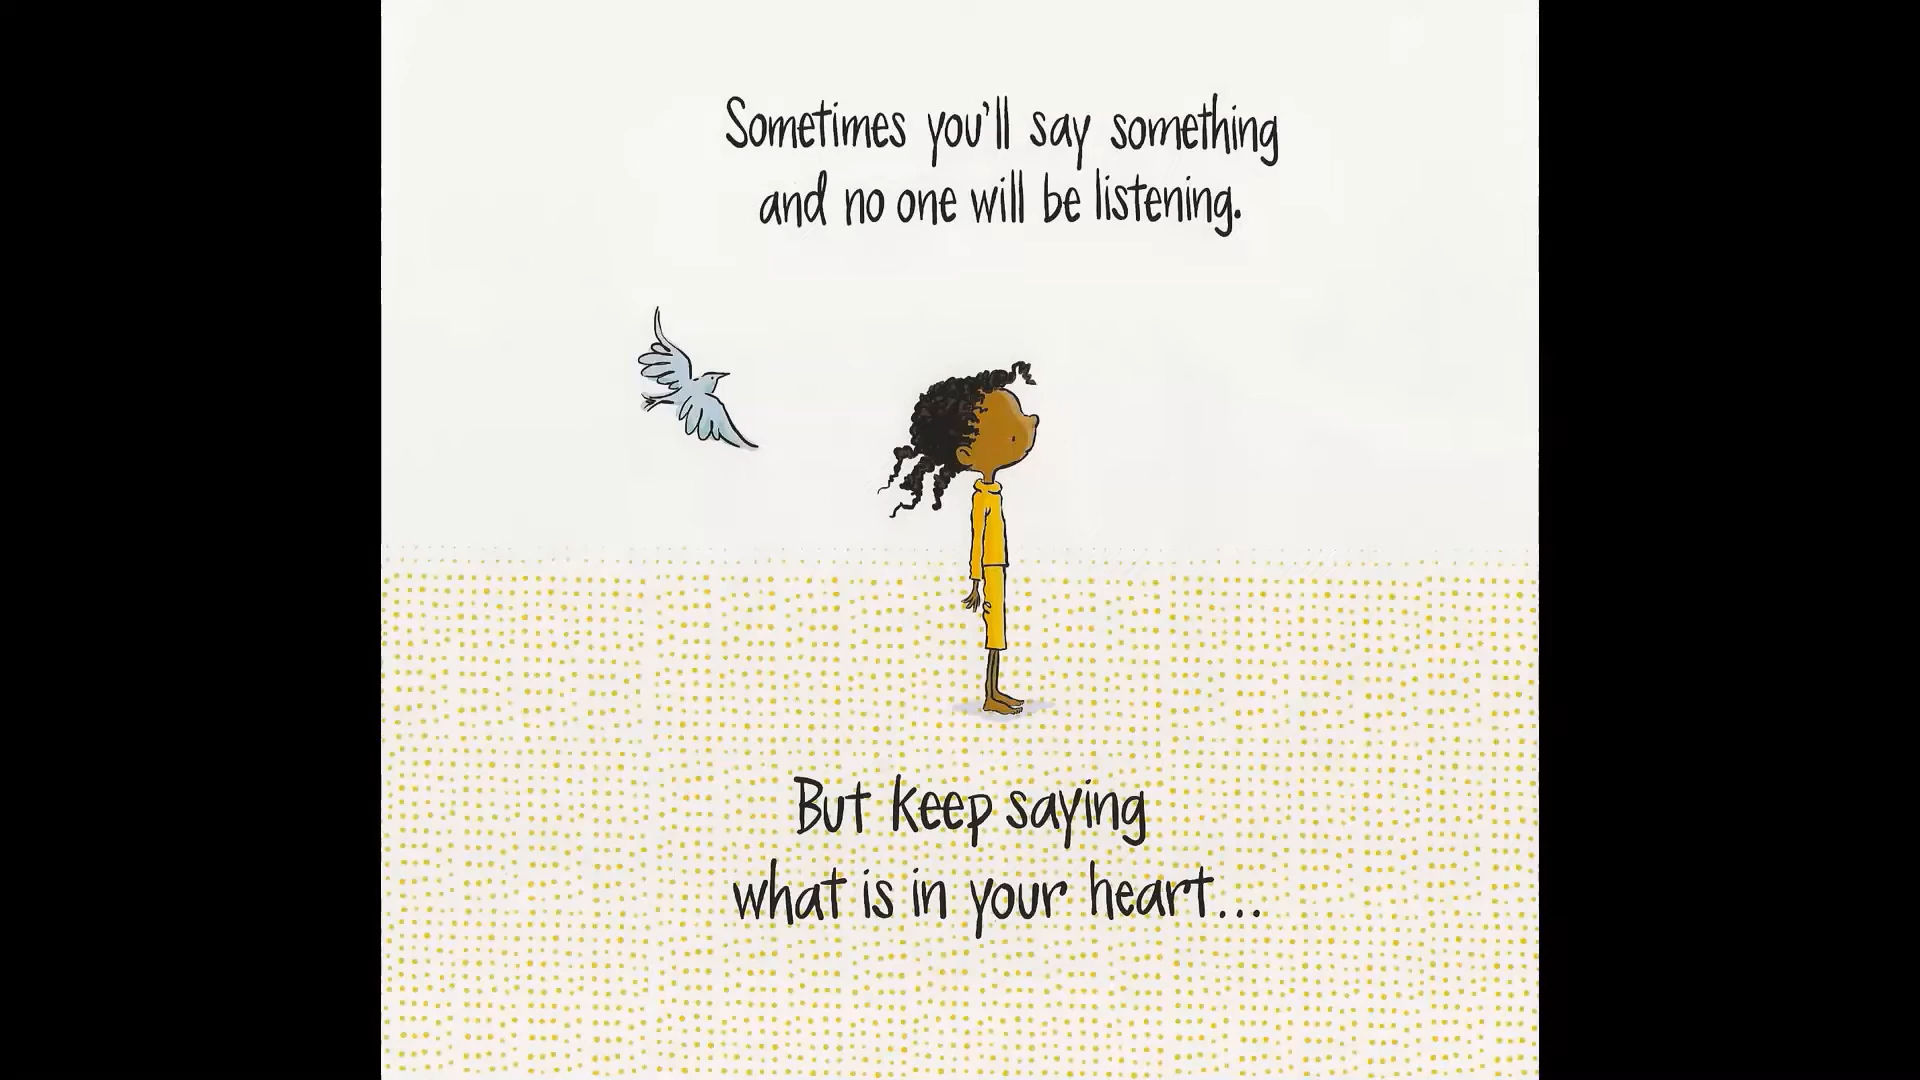 Sometimes you'll say something
and no one will be listening.
But keep saying
what is in your heart...